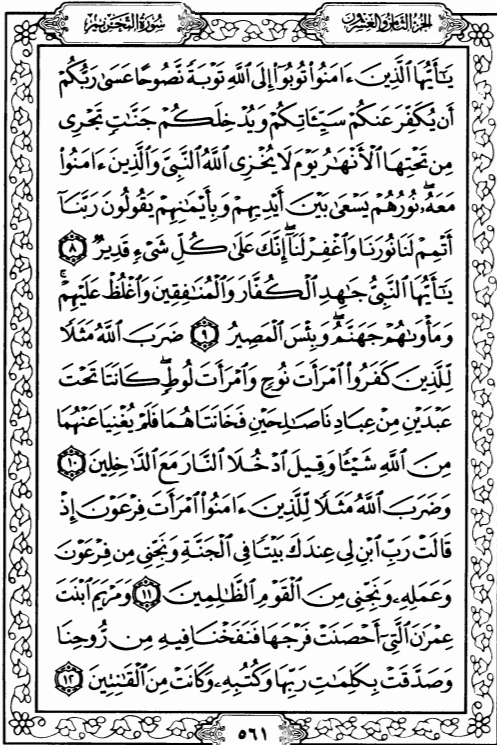 سُورَةُ التَّحْرِيمِ
الجزء الثامن والعشرون
يَٰٓأَيُّهَا ٱلَّذِينَ ءَامَنُوا۟ تُوبُوٓا۟ إِلَى ٱللَّهِ تَوْبَةً نَّصُوحًا عَسَىٰ رَبُّكُمْ
أَن يُكَفِّرَ عَنكُمْ سَيِّـَٔاتِكُمْ وَيُدْخِلَكُمْ جَنَّٰتٍ تَجْرِى
مِن تَحْتِهَا ٱلْأَنْهَٰرُ يَوْمَ لَا يُخْزِى ٱللَّهُ ٱلنَّبِىَّ وَٱلَّذِينَ ءَامَنُوا۟
مَعَهُۥ ۖ نُورُهُمْ يَسْعَىٰ بَيْنَ أَيْدِيهِمْ وَبِأَيْمَٰنِهِمْ يَقُولُونَ رَبَّنَآ
أَتْمِمْ لَنَا نُورَنَا وَٱغْفِرْ لَنَآ ۖ إِنَّكَ عَلَىٰ كُلِّ شَىْءٍ قَدِيرٌ ٨
يَٰٓأَيُّهَا ٱلنَّبِىُّ جَٰهِدِ ٱلْكُفَّارَ وَٱلْمُنَٰفِقِينَ وَٱغْلُظْ عَلَيْهِمْ ۚ
وَمَأْوَىٰهُمْ جَهَنَّمُ ۖ وَبِئْسَ ٱلْمَصِيرُ ٩ ضَرَبَ ٱللَّهُ مَثَلًا
لِّلَّذِينَ كَفَرُوا۟ ٱمْرَأَتَ نُوحٍ وَٱمْرَأَتَ لُوطٍ ۖ كَانَتَا تَحْتَ
عَبْدَيْنِ مِنْ عِبَادِنَا صَٰلِحَيْنِ فَخَانَتَاهُمَا فَلَمْ يُغْنِيَا عَنْهُمَا
مِنَ ٱللَّهِ شَيْـًٔا وَقِيلَ ٱدْخُلَا ٱلنَّارَ مَعَ ٱلدَّٰخِلِينَ ١٠
وَضَرَبَ ٱللَّهُ مَثَلًا لِّلَّذِينَ ءَامَنُوا۟ ٱمْرَأَتَ فِرْعَوْنَ إِذْ
قَالَتْ رَبِّ ٱبْنِ لِى عِندَكَ بَيْتًا فِى ٱلْجَنَّةِ وَنَجِّنِى مِن فِرْعَوْنَ
وَعَمَلِهِۦ وَنَجِّنِى مِنَ ٱلْقَوْمِ ٱلظَّٰلِمِينَ ١١ وَمَرْيَمَ ٱبْنَتَ
عِمْرَٰنَ ٱلَّتِىٓ أَحْصَنَتْ فَرْجَهَا فَنَفَخْنَا فِيهِ مِن رُّوحِنَا
وَصَدَّقَتْ بِكَلِمَٰتِ رَبِّهَا وَكُتُبِهِۦ وَكَانَتْ مِنَ ٱلْقَٰنِتِينَ ١٢
٥٦١